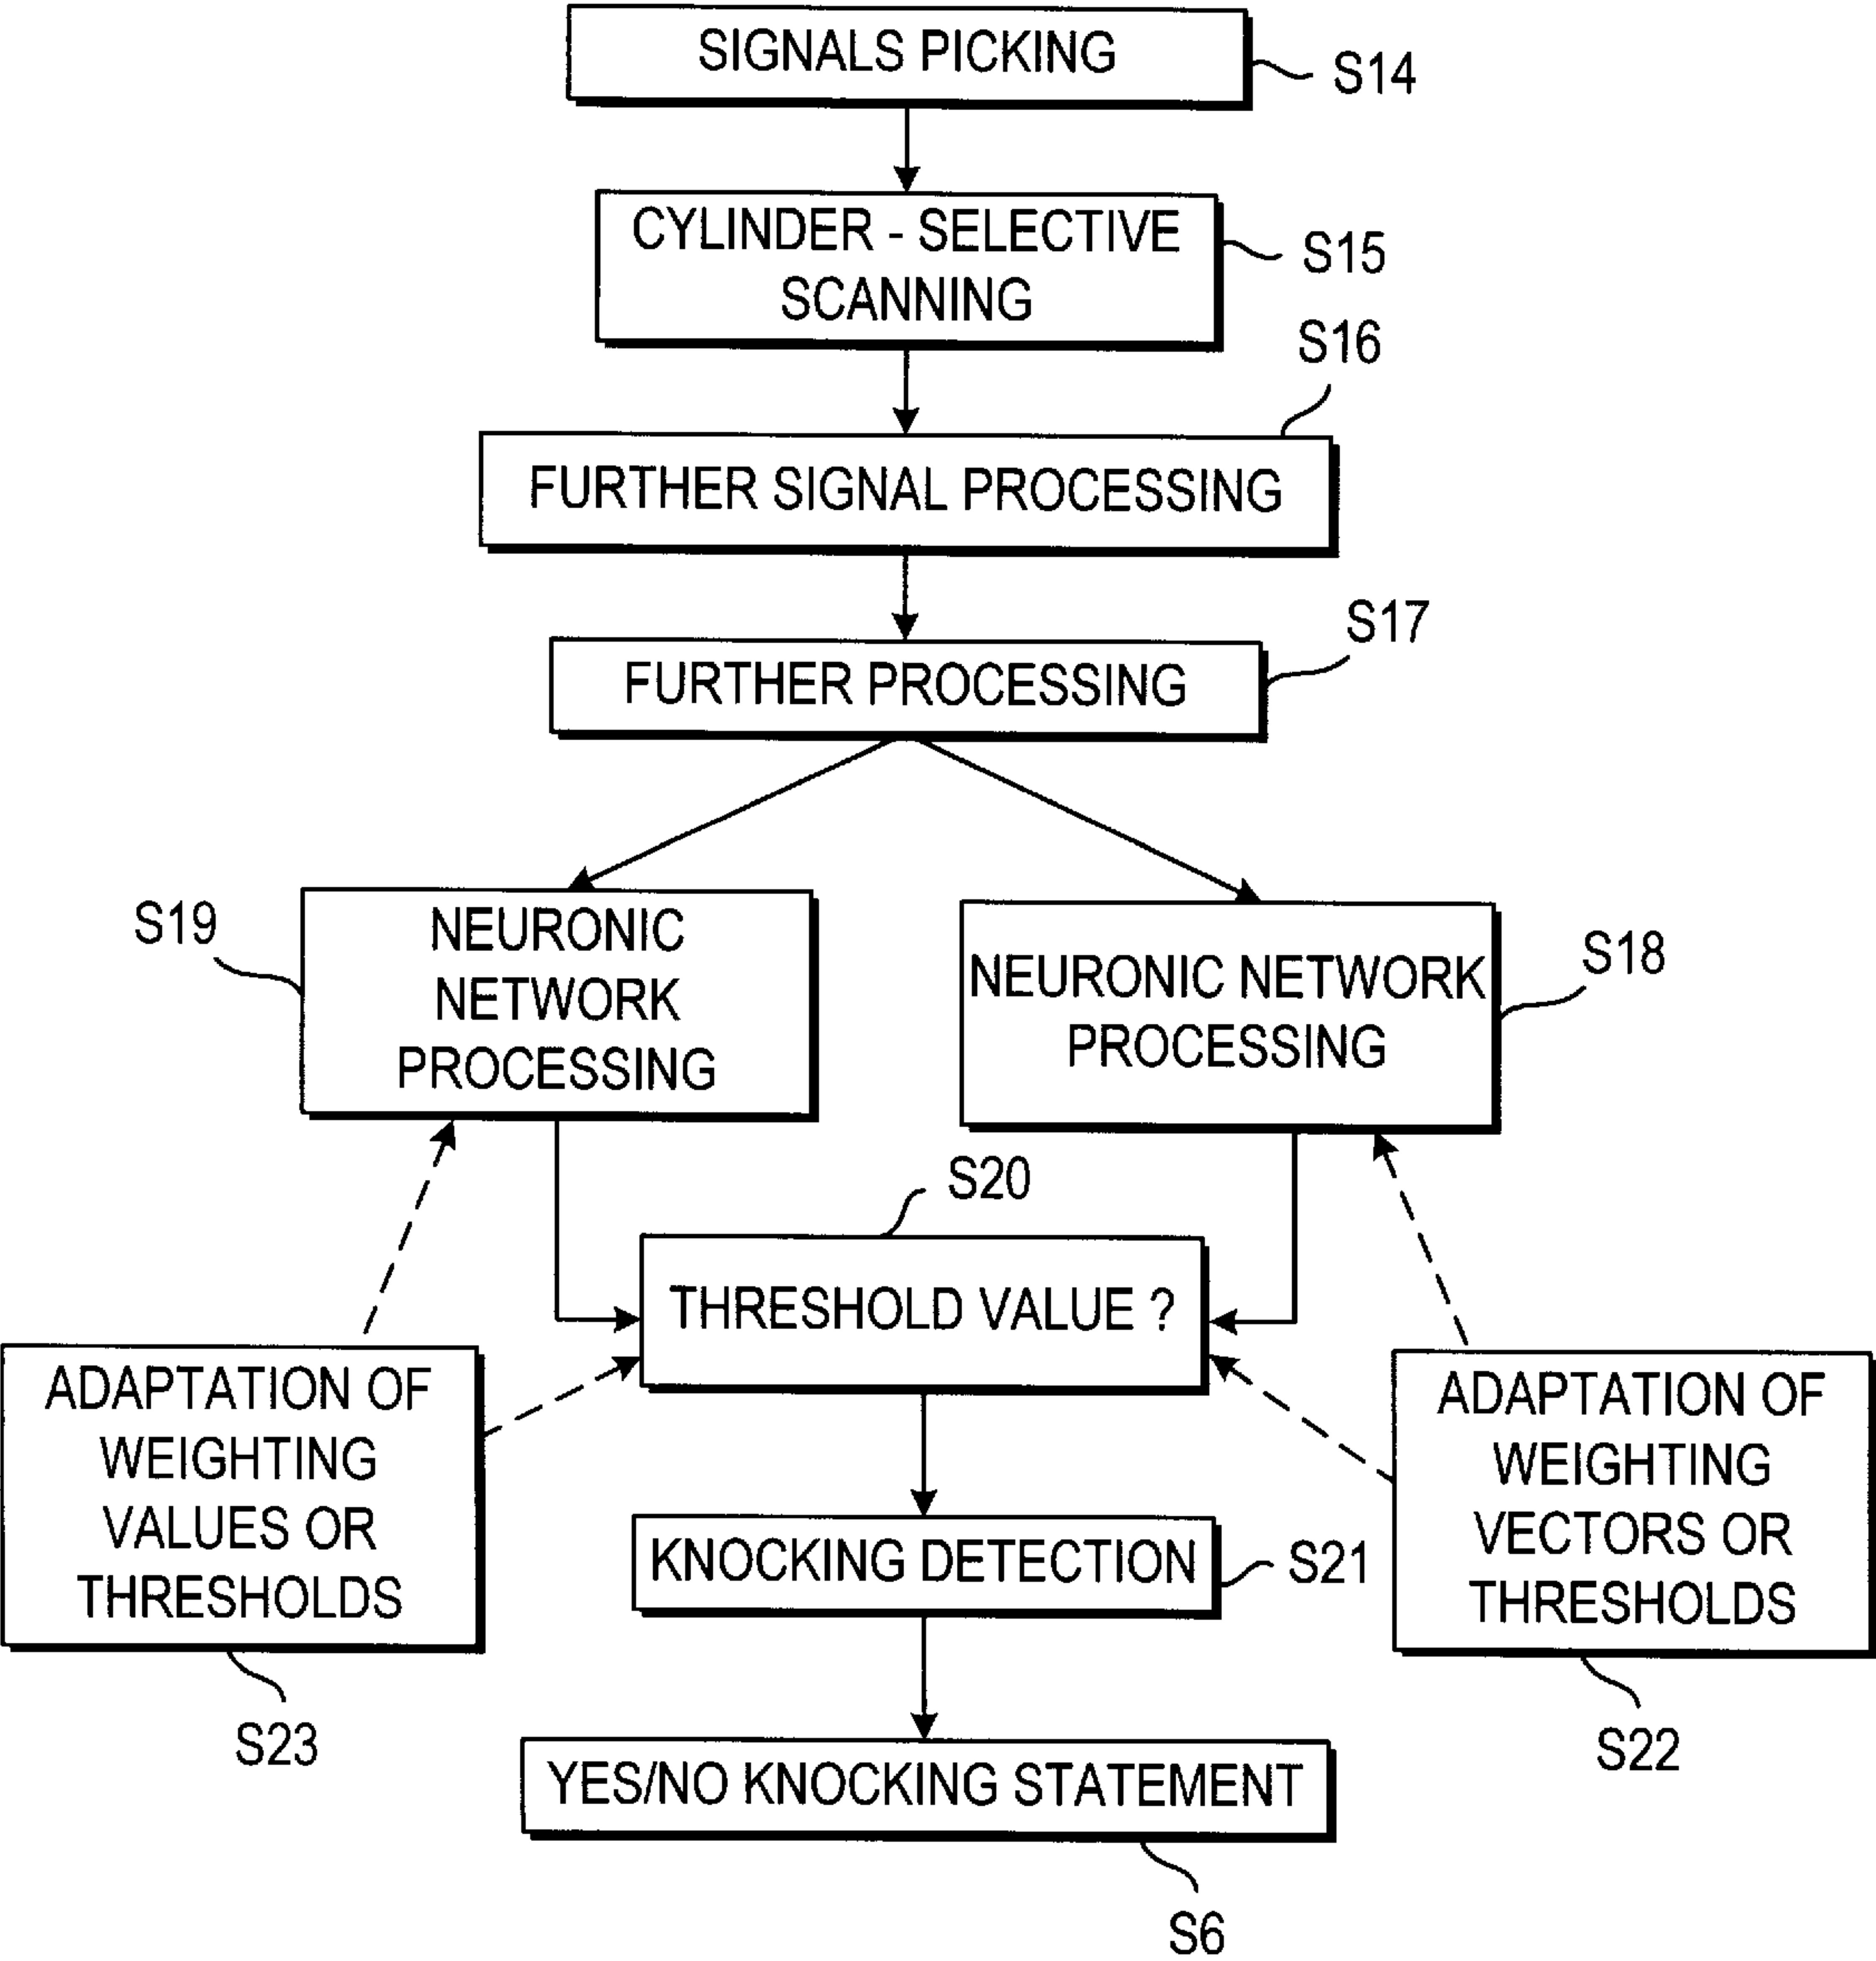 SIGNALS PICKING
S14
CYLINDER - SELECTIVE
SCANNING
S15
S16
FURTHER SIGNAL PROCESSING
S17
FURTHER PROCESSING
S19
NEURONIC
NETWORK
PROCESSING
NEURONIC NETWORK
PROCESSING
S18
S20
THRESHOLD VALUE ?
ADAPTATION OF
WEIGHTING
VALUES OR
THRESHOLDS
S23
ADAPTATION OF
WEIGHTING
VECTORS OR
THRESHOLDS
S22
KNOCKING DETECTION
S21
YES/NO KNOCKING STATEMENT
S6